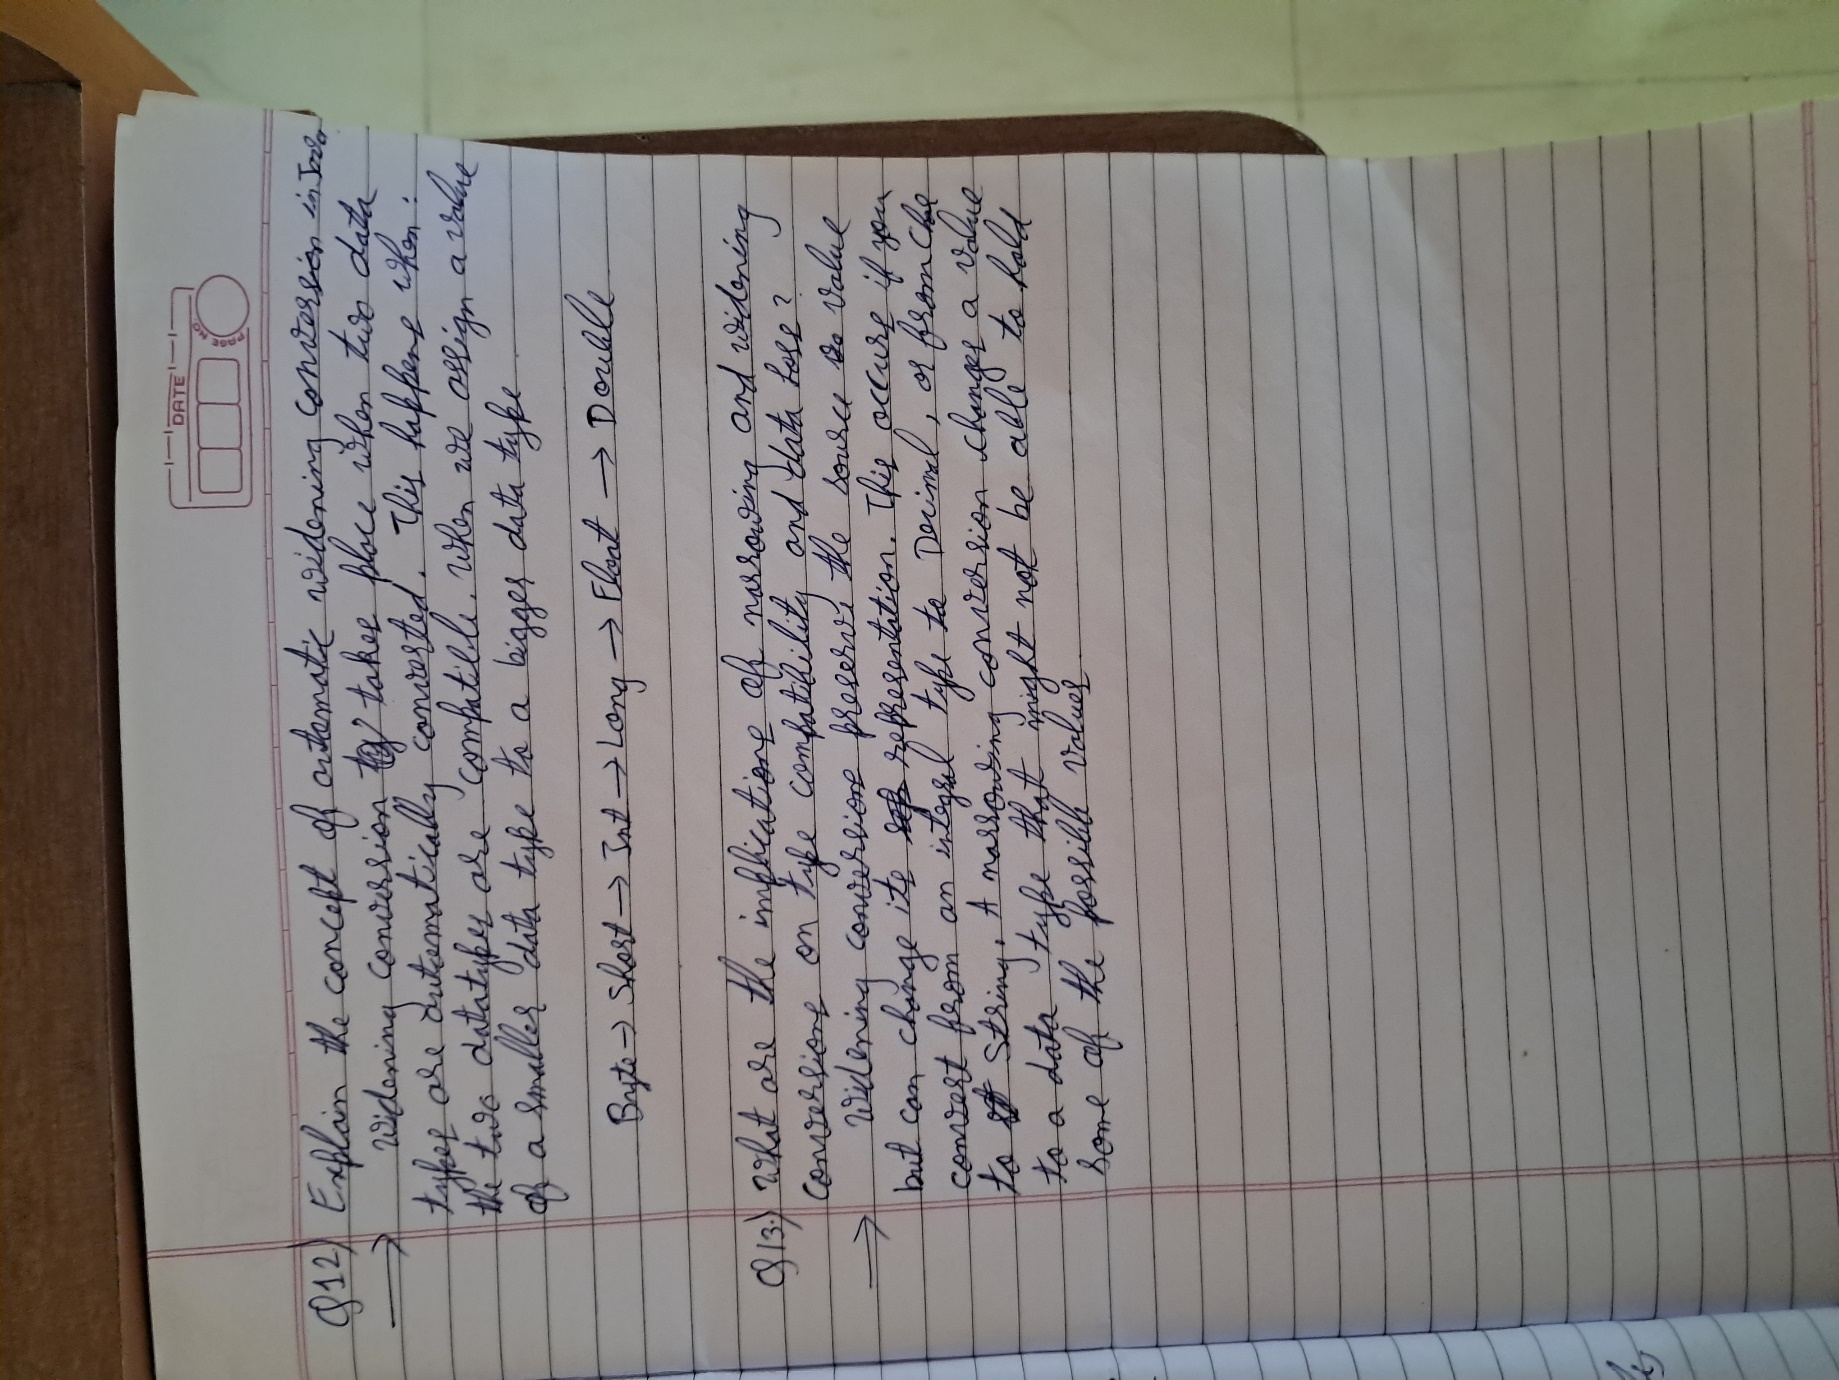 DATE
PAGE NO
Q12) Explain the concept of automatic widening conversion in Java
→ Widening conversion takes place when two data
types are automatically converted. This happens when:
the two datatypes are compatible. when we assign a value
of a smaller data type to a bigger data type
Byte → Short → Int → Long → Float → Double
Q13.) What are the implications of narrowing and widening
conversions on type compatibility and data loss?
→ Widening conversions preserve the source value
but can change its representation. This occurs if you
convert from an integral type to Decimal, or from Char
to String. A narrowing conversion changes a value
to a data type that might not be able to hold
some of the possible values